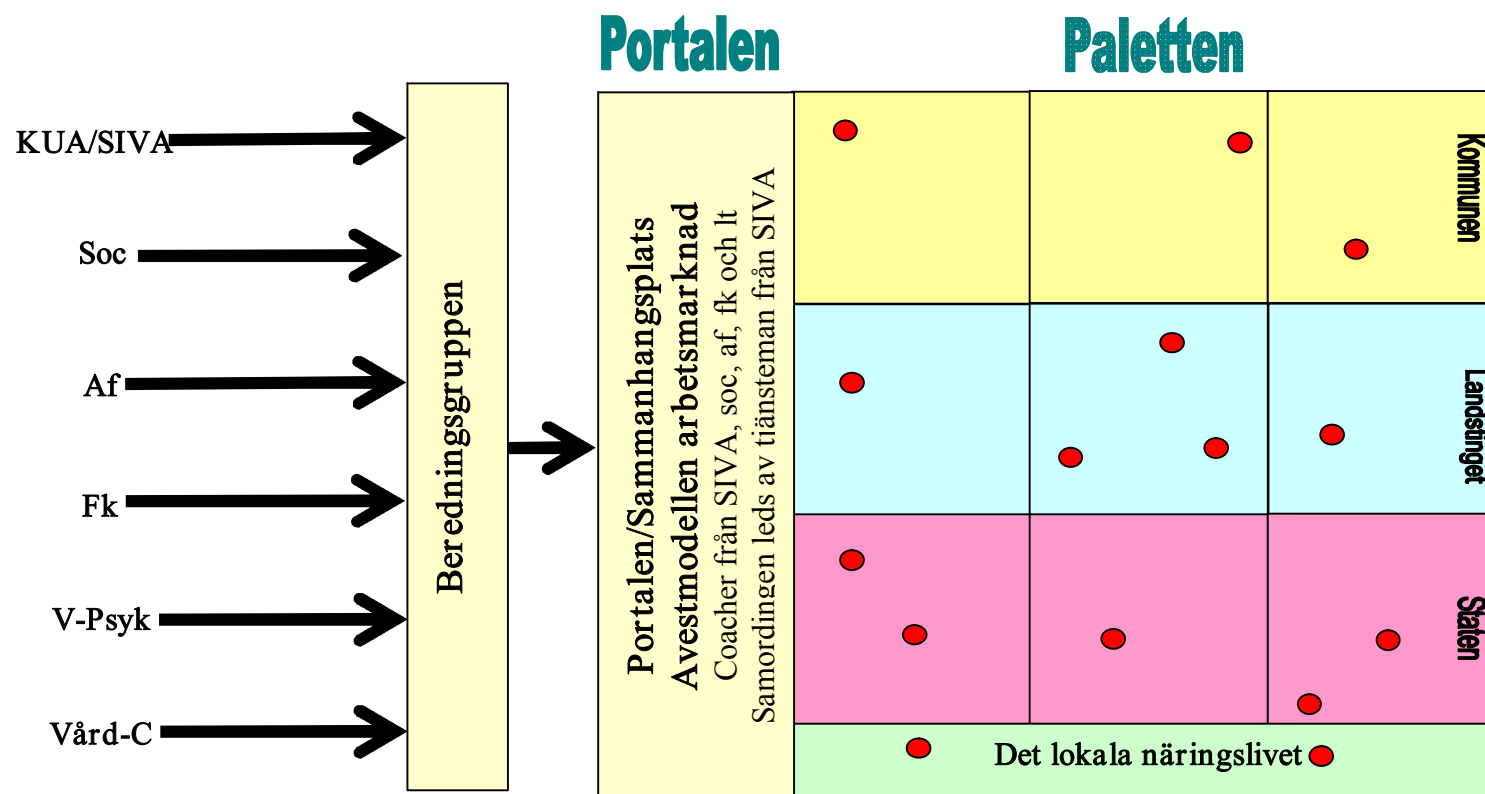 Portalen
Paletten
KUA/SIVA
Soc
Af
Fk
V-Psyk
Vård-C
Beredningsgruppen
Portalen/Sammanhangsplats
Avestmodellen arbetsmarknad
Coacher från SIVA, soc, af, fk och lt
Samordingen leds av tjänsteman från SIVA
Kommunen
Landstinget
Staten
Det lokala näringslivet